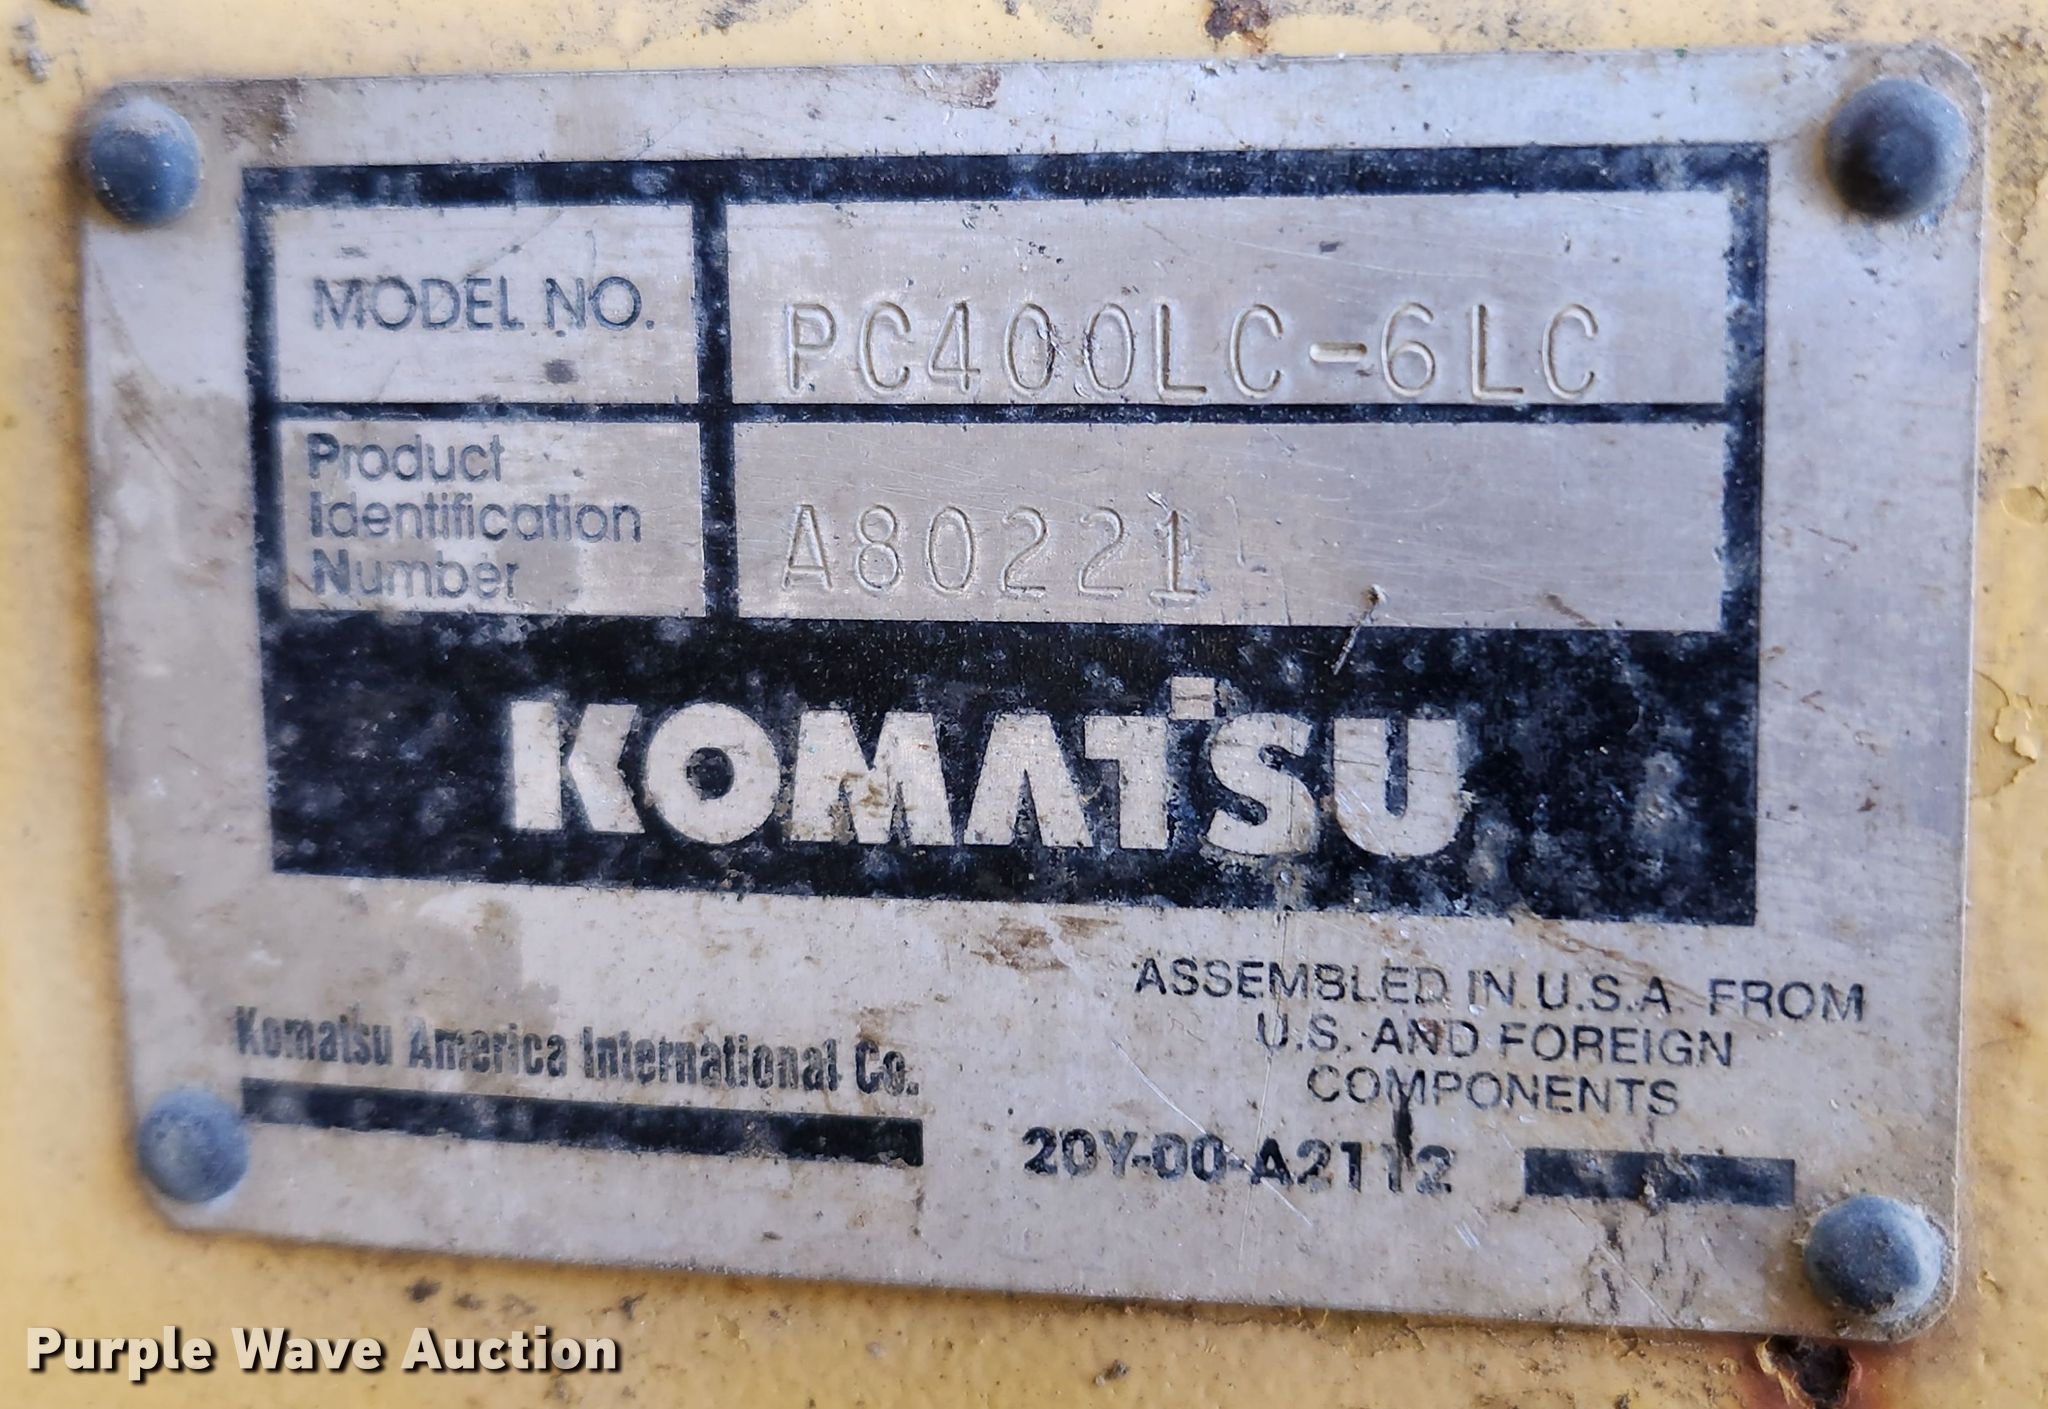 MODEL NO. PC400LC-6LC
Product
Identification
Number
A80221
KOMATSU
ASSEMBLED IN U.S.A. FROM
U.S. AND FOREIGN
COMPONENTS
Komatsu America International Co.
20Y-00-A2112
Purple Wave Auction